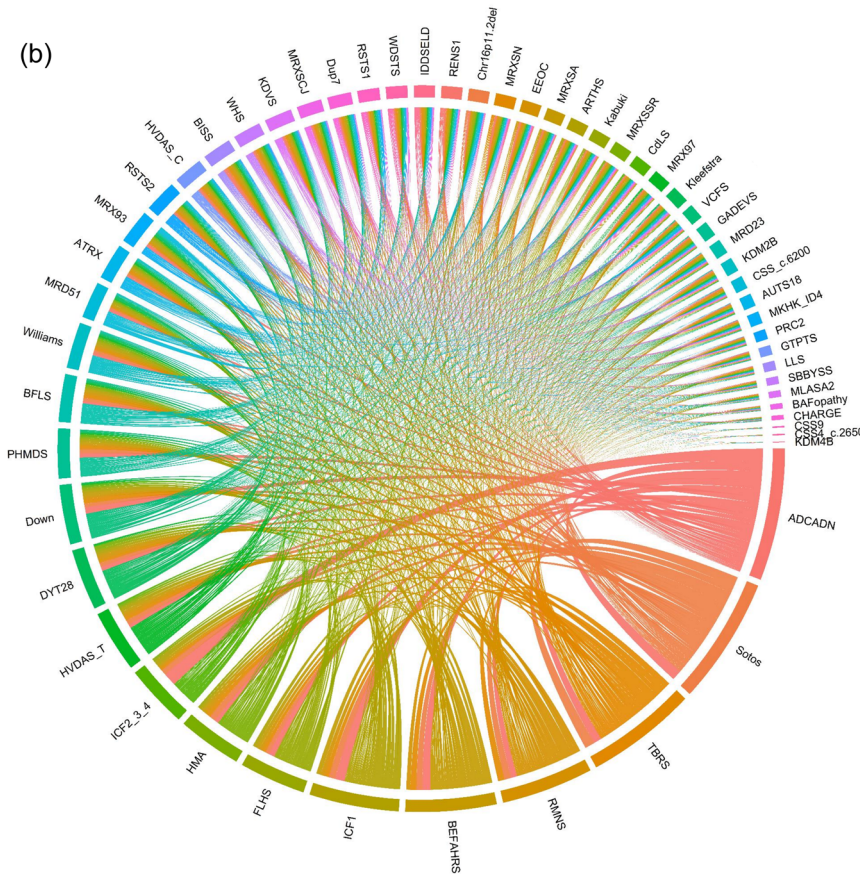 (b)
HVDAS_C
BISS
WHS
KDVS
MRXSCJ
Dup7
RSTS1
WDSTS
IDDSELD
RENS1
Chr16p11.2del
MRXSN
EEOC
MRXSA
ARTHS
Kabuki
MRXSSR
CdLS
MRX97
Kleefstra
VCFS
GADEVS
MRD23
KDM2B
CSS_c.6200
AUTS18
MKHK_ID4
PRC2
GTPTS
LLS
SBBYSS
MLASA2
BAFopathy
CHARGE
CSS9
CSS4_c.2650
KDM4B
ADCADN
Sotos
TBRS
RMNS
BEFAHRS
ICF1
FLHS
HMA
ICF2_3_4
HVDAS_T
DYT28
Down
PHMDS
BFLS
Williams
MRD51
ATRX
MRX93
RSTS2